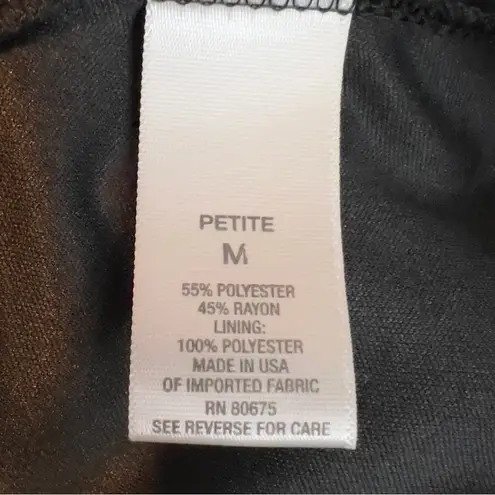 PETITE
M
55% POLYESTER
45% RAYON
LINING:
100% POLYESTER
MADE IN USA
OF IMPORTED FABRIC
RN 80675
SEE REVERSE FOR CARE